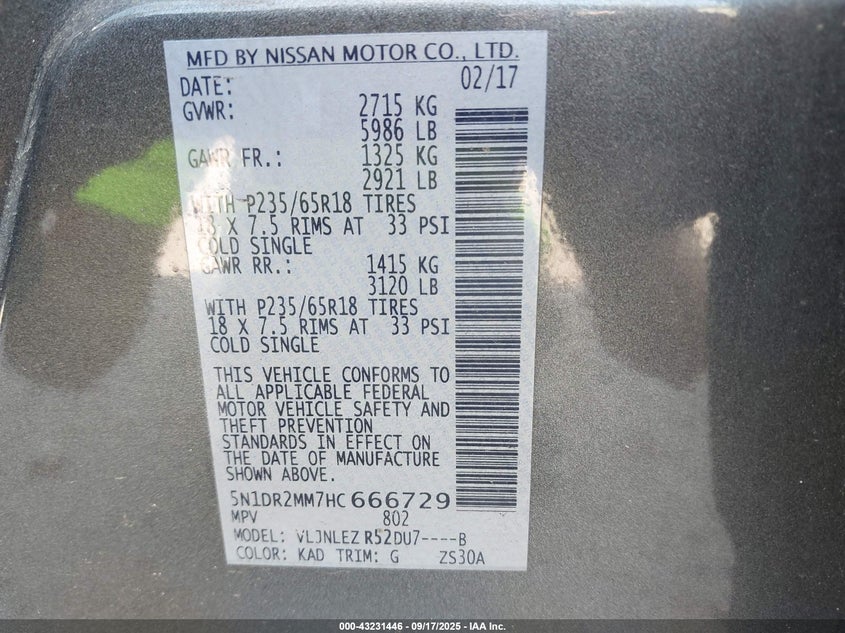 MFD BY NISSAN MOTOR CO., LTD.
DATE: 02/17
GVWR: 2715 KG
5986 LB
GAWR FR.: 1325 KG
2921 LB
WITH P235/65R18 TIRES
18 X 7.5 RIMS AT 33 PSI
COLD SINGLE
GAWR RR.: 1415 KG
3120 LB
WITH P235/65R18 TIRES
18 X 7.5 RIMS AT 33 PSI
COLD SINGLE
THIS VEHICLE CONFORMS TO
ALL APPLICABLE FEDERAL
MOTOR VEHICLE SAFETY AND
THEFT PREVENTION
STANDARDS IN EFFECT ON
THE DATE OF MANUFACTURE
SHOWN ABOVE.
5N1DR2MM7HC666729
MPV 802
MODEL: VLJNLEZ R52DU7----B
COLOR: KAD TRIM: G ZS30A
000-43231446 - 09/17/2025 - IAA Inc.